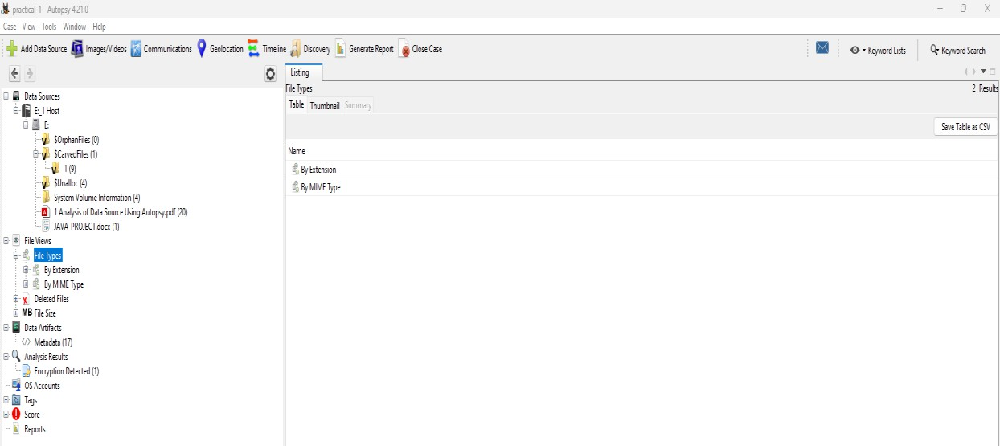 practical_1 - Autopsy 4.21.0
Case View Tools Window Help
Add Data Source Images/Videos Communications Geolocation Timeline Discovery Generate Report Close Case Keyword Lists Keyword Search
Listing
File Types 2 Results
Table Thumbnail Summary
Save Table as CSV
Name
By Extension
By MIME Type
Data Sources
E:_1 Host
E:
$OrphanFiles (0)
$CarvedFiles (1)
1 (9)
$Unalloc (4)
System Volume Information (4)
1 Analysis of Data Source Using Autopsy.pdf (20)
JAVA_PROJECT.docx (1)
File Views
File Types
By Extension
By MIME Type
Deleted Files
MB File Size
Data Artifacts
Metadata (17)
Analysis Results
Encryption Detected (1)
OS Accounts
Tags
Score
Reports